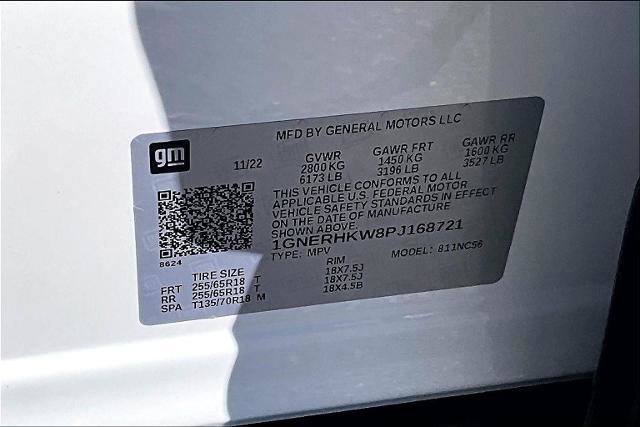 MFD BY GENERAL MOTORS LLC
gm
11/22 GVWR GAWR FRT GAWR RR
2800 KG 1450 KG 1600 KG
6173 LB 3196 LB 3527 LB
THIS VEHICLE CONFORMS TO ALL
APPLICABLE U.S. FEDERAL MOTOR
VEHICLE SAFETY STANDARDS IN EFFECT
ON THE DATE OF MANUFACTURE
SHOWN ABOVE.
1GNERHKW8PJ168721
TYPE: MPV MODEL: 811NC56
8624
TIRE SIZE RIM
FRT 255/65R18 T 18X7.5J
RR 255/65R18 T 18X7.5J
SPA T135/70R18 M 18X4.5B